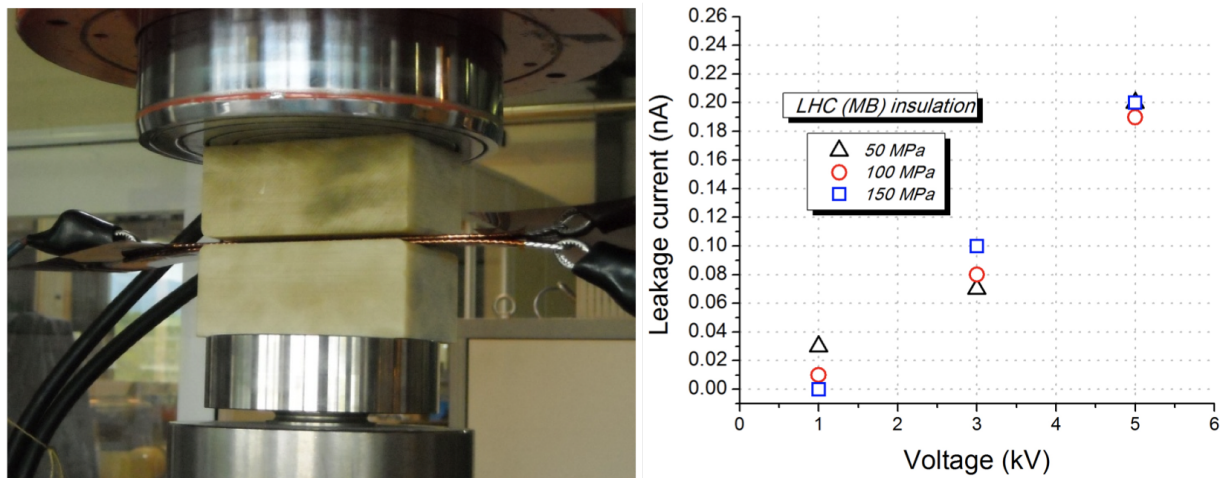 0.26
0.24
0.22
0.20
0.18
0.16
0.14
0.12
0.10
0.08
0.06
0.04
0.02
0.00
Leakage current (nA)
LHC (MB) insulation
50 MPa
100 MPa
150 MPa
0 1 2 3 4 5 6
Voltage (kV)